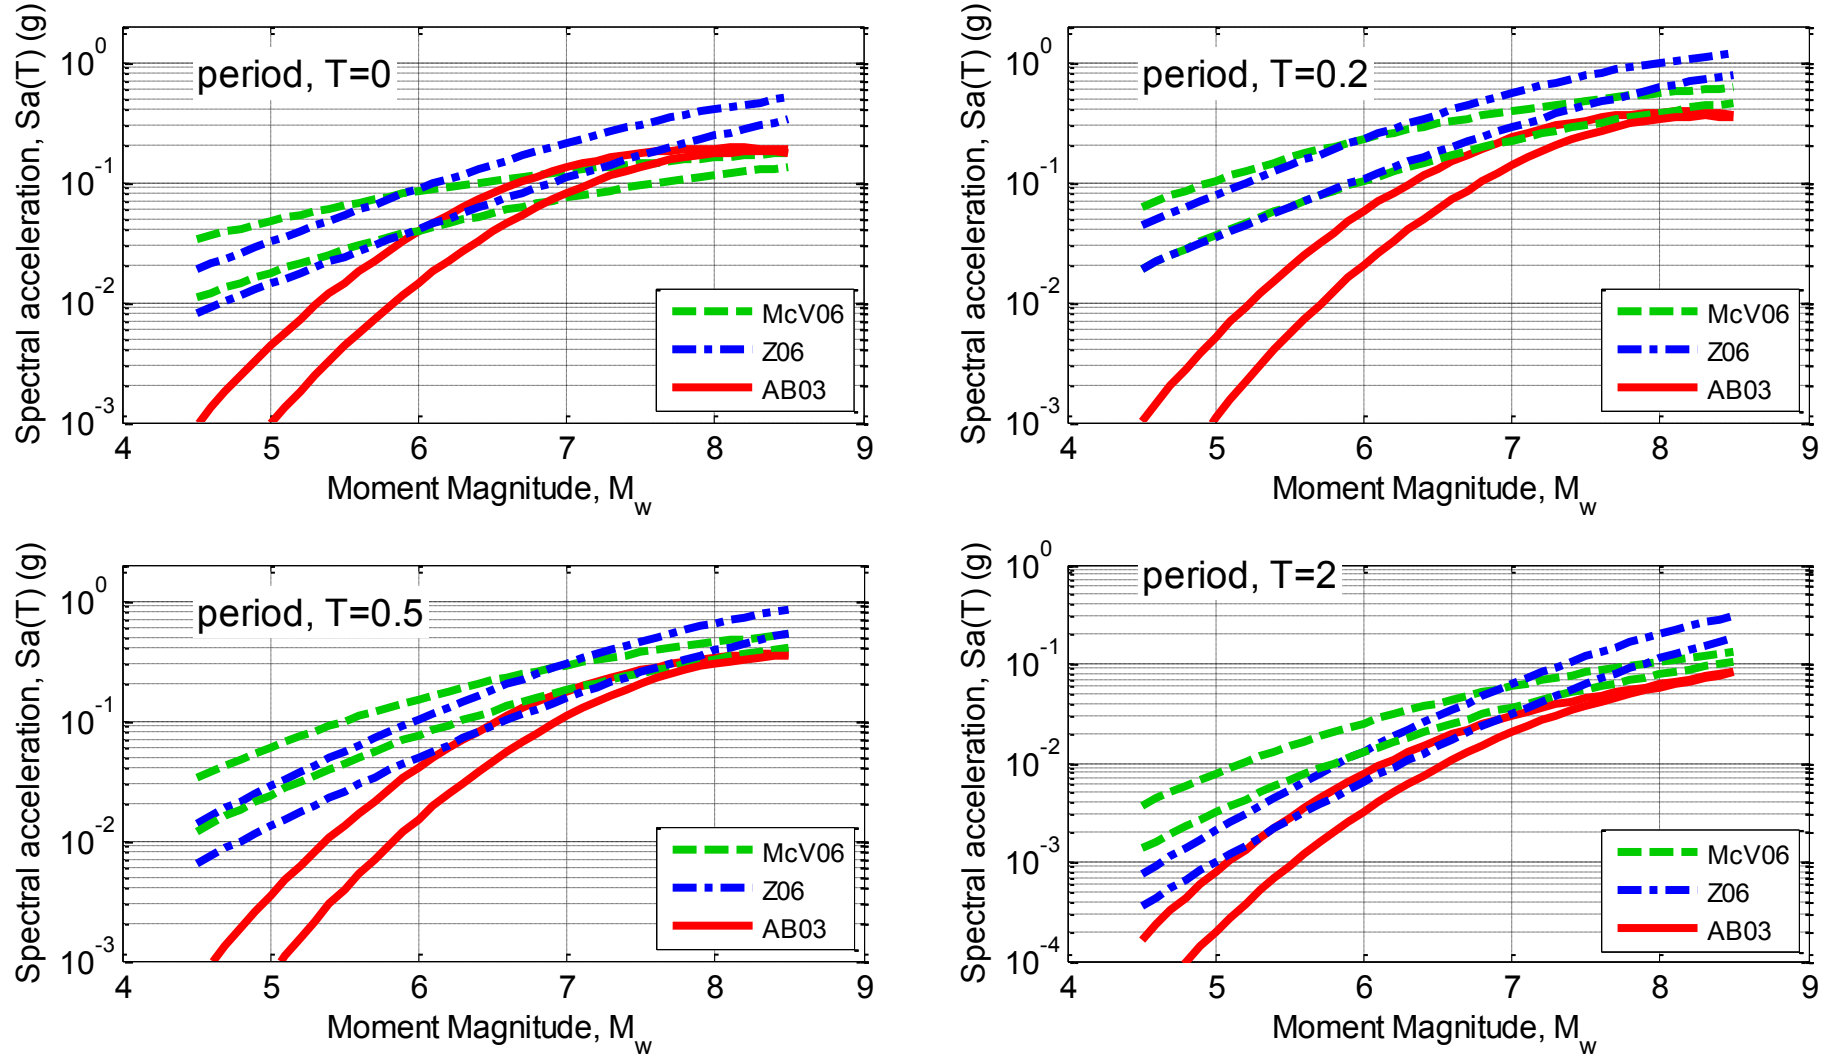 Spectral acceleration, Sa(T) (g)
10^0
10^-1
10^-2
10^-3
period, T=0
McV06
Z06
AB03
4 5 6 7 8 9
Moment Magnitude, M_w
Spectral acceleration, Sa(T) (g)
10^0
10^-1
10^-2
10^-3
period, T=0.2
McV06
Z06
AB03
4 5 6 7 8 9
Moment Magnitude, M_w
Spectral acceleration, Sa(T) (g)
10^0
10^-1
10^-2
10^-3
period, T=0.5
McV06
Z06
AB03
4 5 6 7 8 9
Moment Magnitude, M_w
Spectral acceleration, Sa(T) (g)
10^0
10^-1
10^-2
10^-3
10^-4
period, T=2
McV06
Z06
AB03
4 5 6 7 8 9
Moment Magnitude, M_w